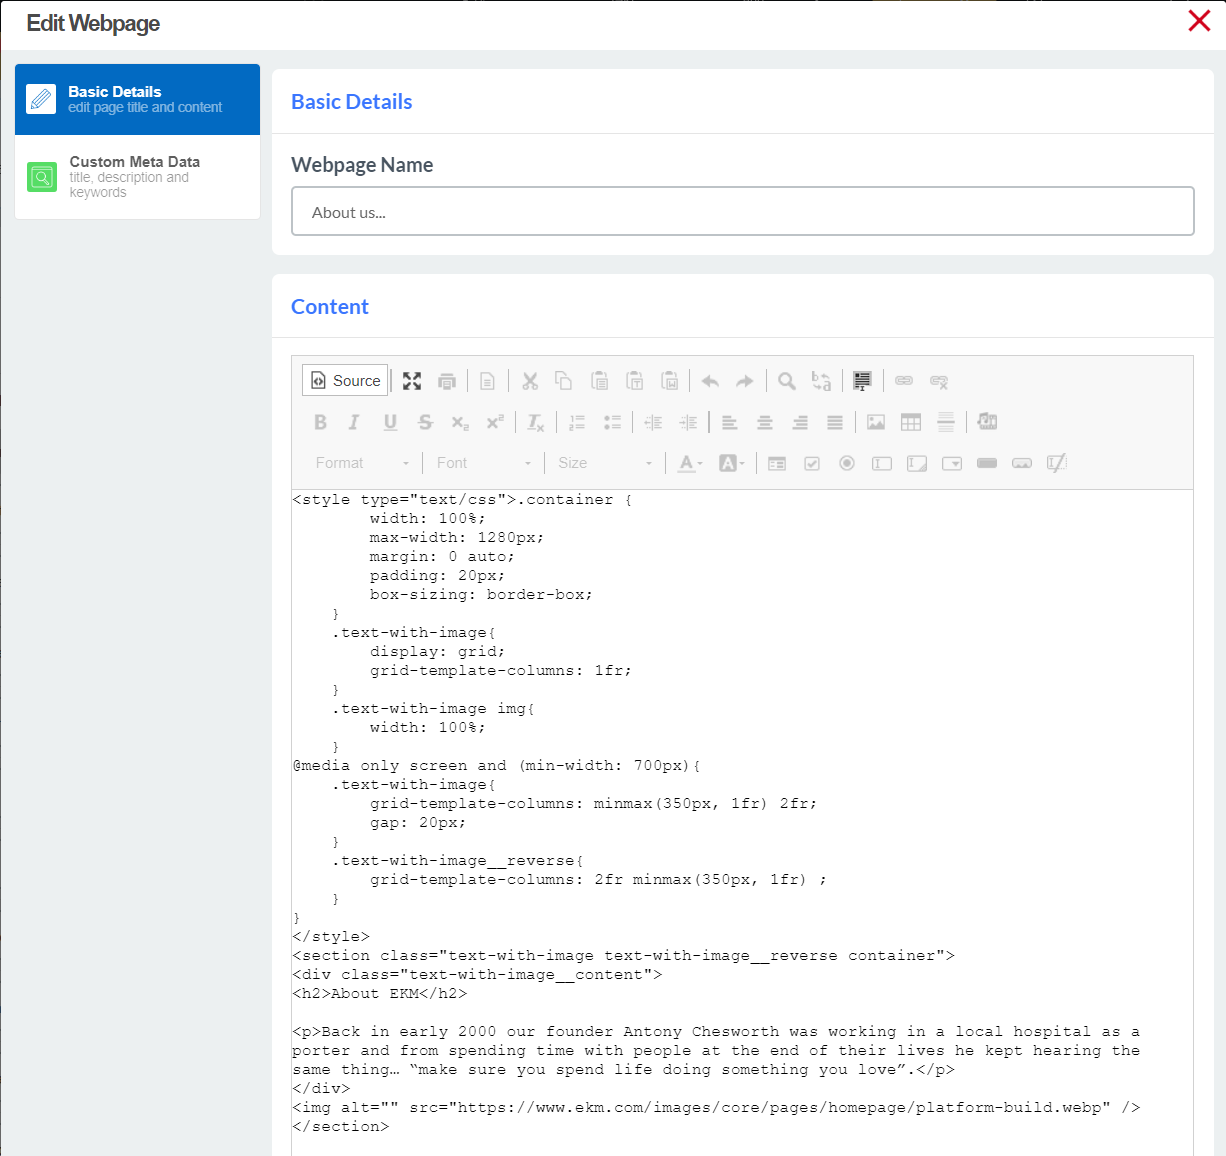 Edit Webpage
Basic Details
edit page title and content
Custom Meta Data
title, description and
keywords
Basic Details
Webpage Name
About us...
Content
Source
B I U S x₂ x² Tx
Format Font Size A A
<style type="text/css">.container {
        width: 100%;
        max-width: 1280px;
        margin: 0 auto;
        padding: 20px;
        box-sizing: border-box;
    }
    .text-with-image{
        display: grid;
        grid-template-columns: 1fr;
    }
    .text-with-image img{
        width: 100%;
    }
@media only screen and (min-width: 700px){
    .text-with-image{
        grid-template-columns: minmax(350px, 1fr) 2fr;
        gap: 20px;
    }
    .text-with-image__reverse{
        grid-template-columns: 2fr minmax(350px, 1fr) ;
    }
}
</style>
<section class="text-with-image text-with-image__reverse container">
<div class="text-with-image__content">
<h2>About EKM</h2>

<p>Back in early 2000 our founder Antony Chesworth was working in a local hospital as a
porter and from spending time with people at the end of their lives he kept hearing the
same thing… “make sure you spend life doing something you love”.</p>
</div>
<img alt="" src="https://www.ekm.com/images/core/pages/homepage/platform-build.webp" />
</section>